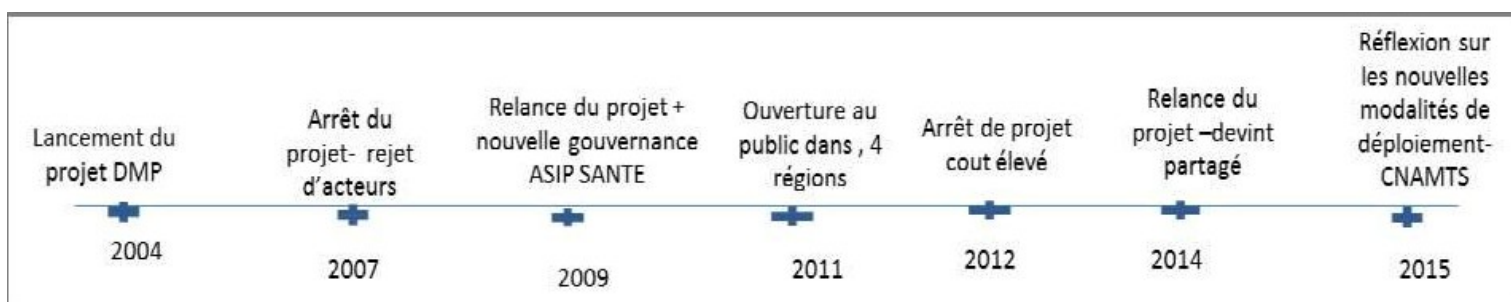 Lancement du
projet DMP
2004
Arrêt du
projet- rejet
d’acteurs
2007
Relance du projet +
nouvelle gouvernance
ASIP SANTE
2009
Ouverture au
public dans , 4
régions
2011
Arrêt de projet
cout élevé
2012
Relance du
projet –devint
partagé
2014
Réflexion sur
les nouvelles
modalités de
déploiement-
CNAMTS
2015